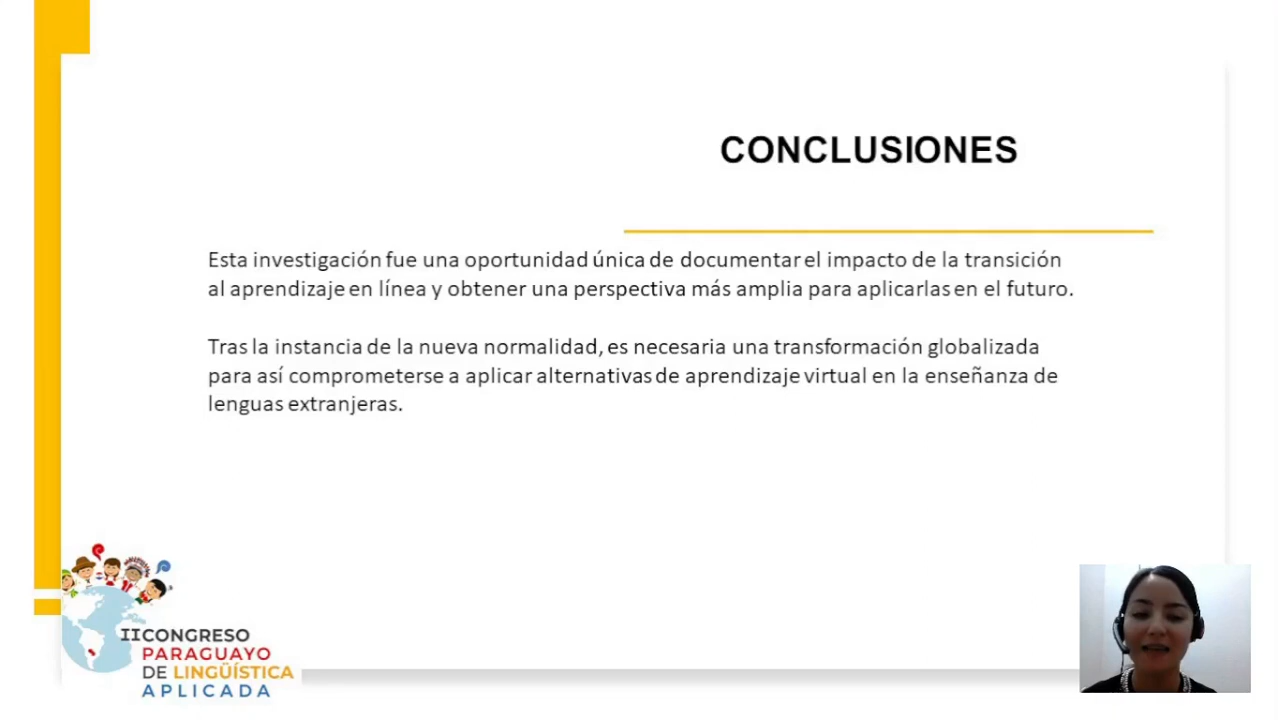 CONCLUSIONES
Esta investigación fue una oportunidad única de documentar el impacto de la transición
al aprendizaje en línea y obtener una perspectiva más amplia para aplicarlas en el futuro.
Tras la instancia de la nueva normalidad, es necesaria una transformación globalizada
para así comprometerse a aplicar alternativas de aprendizaje virtual en la enseñanza de
lenguas extranjeras.
II CONGRESO
PARAGUAYO
DE LINGÜÍSTICA
APLICADA